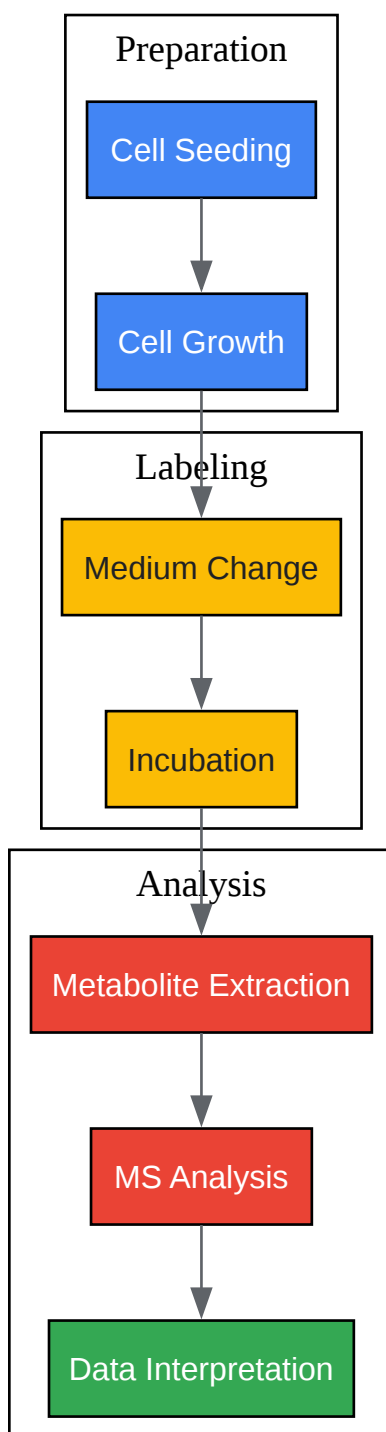 Preparation
Cell Seeding
Cell Growth
Labeling
Medium Change
Incubation
Analysis
Metabolite Extraction
MS Analysis
Data Interpretation